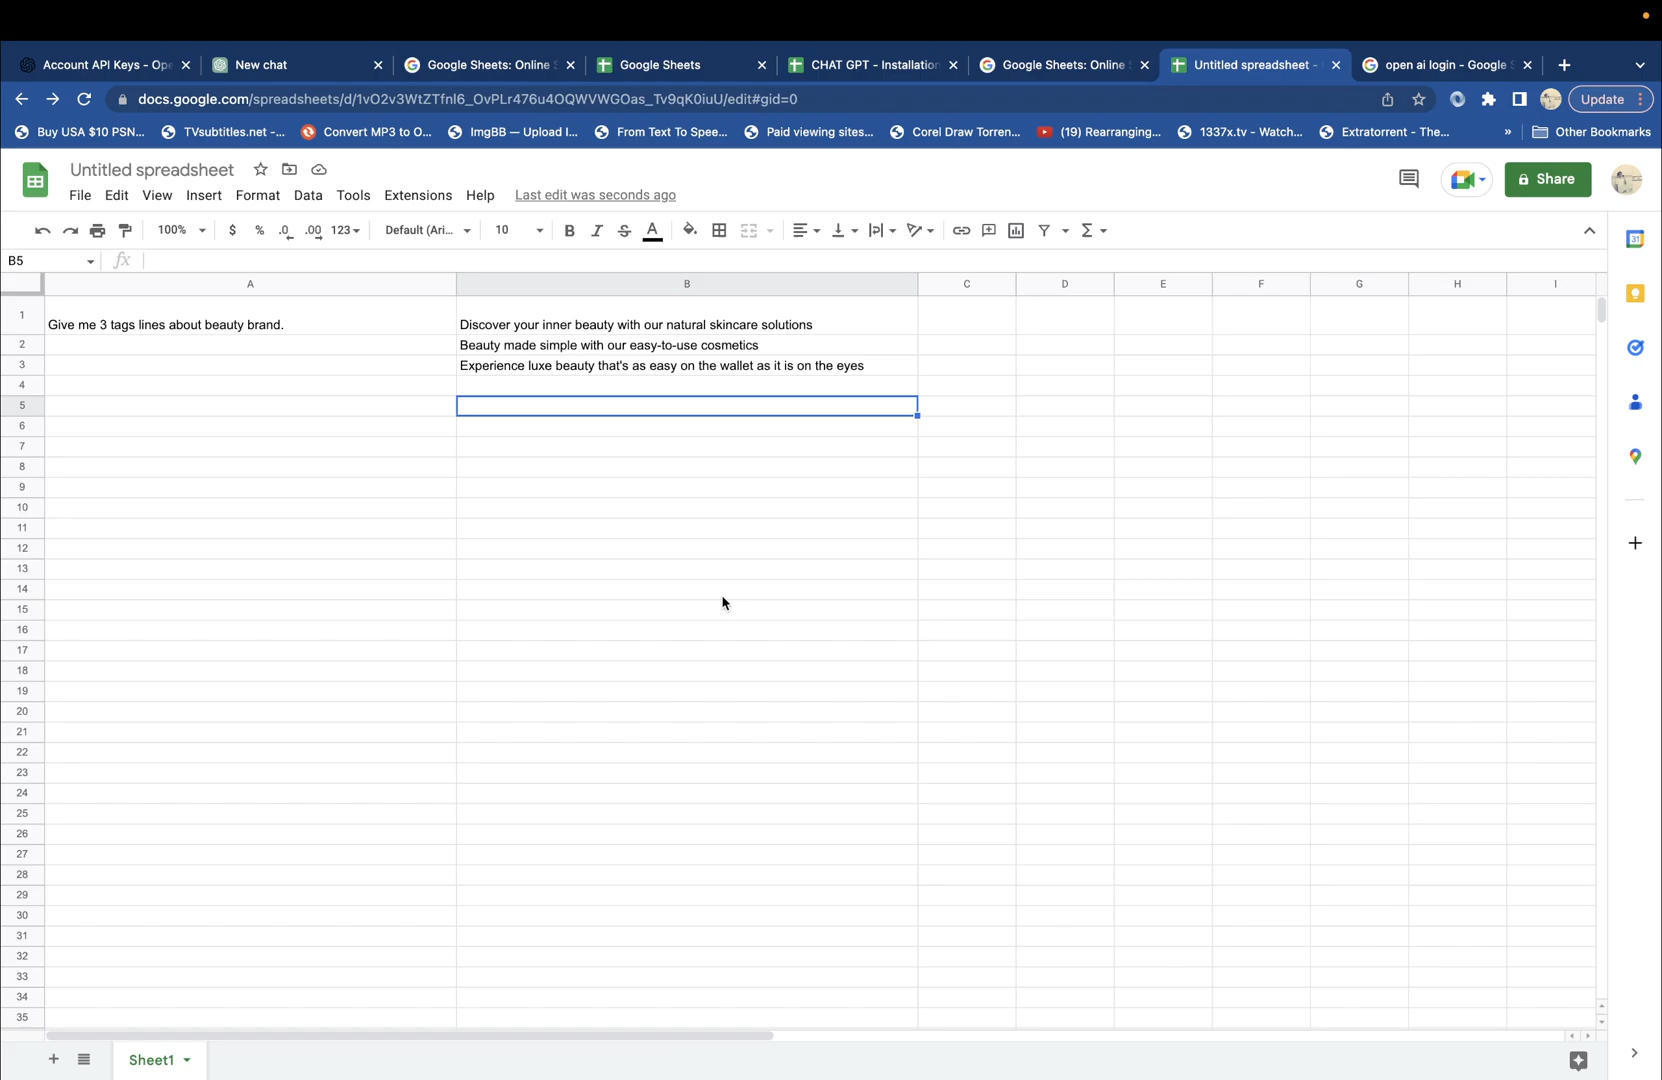 Account API Keys - Ope
New chat
Google Sheets: Online S
Google Sheets
CHAT GPT - Installation
Google Sheets: Online S
Untitled spreadsheet -
open ai login - Google S
docs.google.com/spreadsheets/d/1vO2v3WtZTfnl6_OvPLr476u4OQWVWGOas_Tv9qK0iuU/edit#gid=0
Update
Buy USA $10 PSN...
TVsubtitles.net -...
Convert MP3 to O...
ImgBB — Upload I...
From Text To Spee...
Paid viewing sites...
Corel Draw Torren...
(19) Rearranging...
1337x.tv - Watch...
Extratorrent - The...
»
Other Bookmarks
Untitled spreadsheet
File Edit View Insert Format Data Tools Extensions Help Last edit was seconds ago
Share
100% $ % .0 .00 123 Default (Ari... 10 B I S A Σ
31
B5 fx
A B C D E F G H I
1 Give me 3 tags lines about beauty brand. Discover your inner beauty with our natural skincare solutions
2 Beauty made simple with our easy-to-use cosmetics
3 Experience luxe beauty that's as easy on the wallet as it is on the eyes
4
5
6
7
8
9
10
11
12
13
14
15
16
17
18
19
20
21
22
23
24
25
26
27
28
29
30
31
32
33
34
35
Sheet1